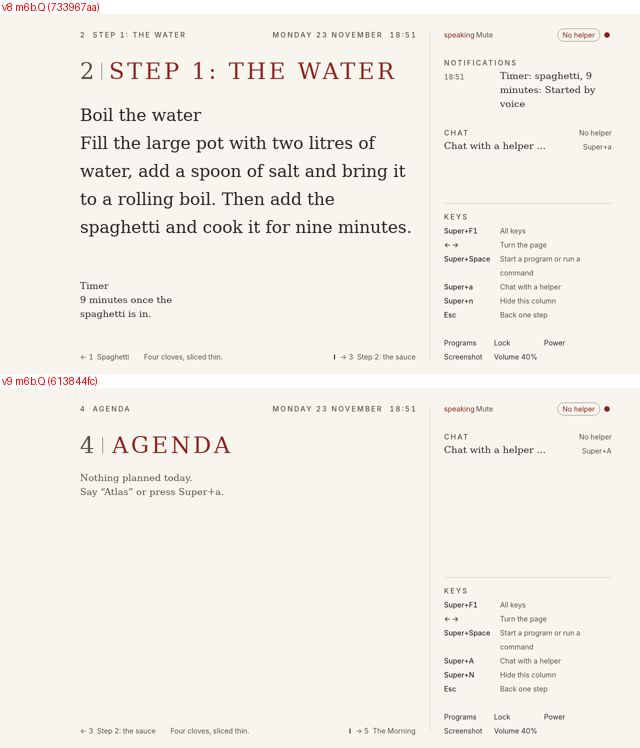 v8 m6b.Q (733967aa)
2 STEP 1: THE WATER
MONDAY 23 NOVEMBER 18:51
2 STEP 1: THE WATER
Boil the water
Fill the large pot with two litres of
water, add a spoon of salt and bring it
to a rolling boil. Then add the
spaghetti and cook it for nine minutes.
Timer
9 minutes once the
spaghetti is in.
← 1 Spaghetti Four cloves, sliced thin.
→ 3 Step 2: the sauce
speaking Mute No helper
NOTIFICATIONS
18:51 Timer: spaghetti, 9
minutes: Started by
voice
CHAT No helper
Chat with a helper ... Super+a
KEYS
Super+F1 All keys
← → Turn the page
Super+Space Start a program or run a
command
Super+a Chat with a helper
Super+n Hide this column
Esc Back one step
Programs Lock Power
Screenshot Volume 40%
v9 m6b.Q (613844fc)
4 AGENDA
MONDAY 23 NOVEMBER 18:51
4 AGENDA
Nothing planned today.
Say “Atlas” or press Super+a.
← 3 Step 2: the sauce Four cloves, sliced thin.
→ 5 The Morning
speaking Mute No helper
CHAT No helper
Chat with a helper ... Super+A
KEYS
Super+F1 All keys
← → Turn the page
Super+Space Start a program or run a
command
Super+A Chat with a helper
Super+N Hide this column
Esc Back one step
Programs Lock Power
Screenshot Volume 40%